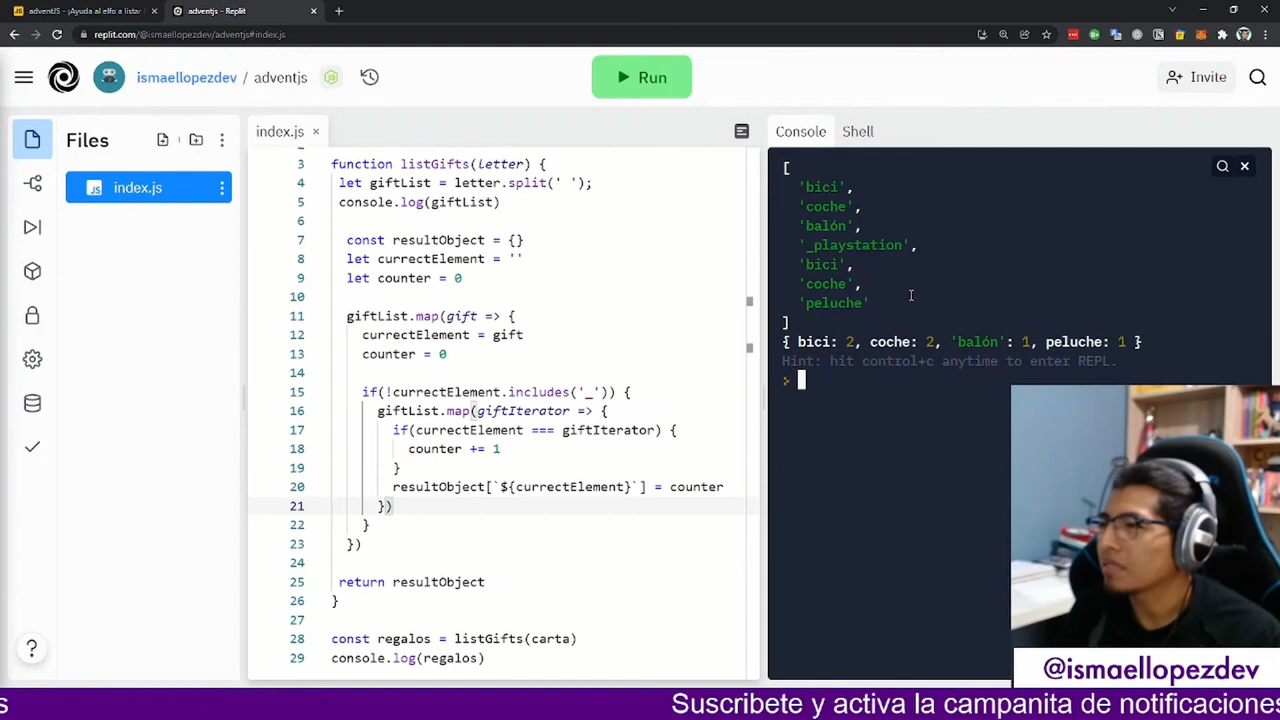 adventJS - ¡Ayuda al elfo a listar
adventjs - Replit
replit.com/@ismaellopezdev/adventjs#index.js
ismaellopezdev / adventjs
Run
Invite
Files
index.js
index.js
3 function listGifts(letter) {
4 let giftList = letter.split(' ');
5 console.log(giftList)
6
7 const resultObject = {}
8 let currectElement = ''
9 let counter = 0
10
11 giftList.map(gift => {
12 currectElement = gift
13 counter = 0
14
15 if(!currectElement.includes('_')) {
16 giftList.map(giftIterator => {
17 if(currectElement === giftIterator) {
18 counter += 1
19 }
20 resultObject[`${currectElement}`] = counter
21 })
22 }
23 })
24
25 return resultObject
26 }
27
28 const regalos = listGifts(carta)
29 console.log(regalos)
Console
Shell
[
'bici',
'coche',
'balón',
'_playstation',
'bici',
'coche',
'peluche'
]
{ bici: 2, coche: 2, 'balón': 1, peluche: 1 }
Hint: hit control+c anytime to enter REPL.
>
@ismaellopezdev
s
Suscribete y activa la campanita de notificaciones